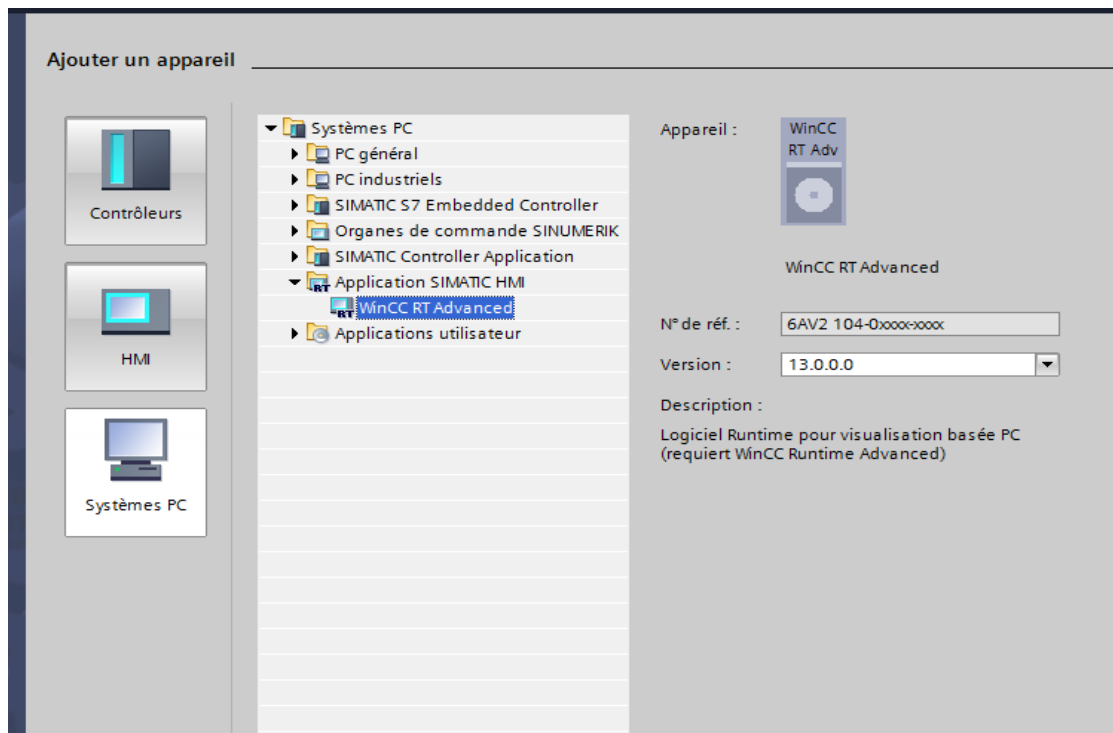 Ajouter un appareil
Contrôleurs
HMI
Systèmes PC
Systèmes PC
PC général
PC industriels
SIMATIC S7 Embedded Controller
Organes de commande SINUMERIK
SIMATIC Controller Application
Application SIMATIC HMI
WinCC RT Advanced
Applications utilisateur
Appareil :
WinCC
RT Adv
WinCC RT Advanced
N° de réf. : 6AV2 104-0xxxx-xxxx
Version : 13.0.0.0
Description :
Logiciel Runtime pour visualisation basée PC
(requiert WinCC Runtime Advanced)